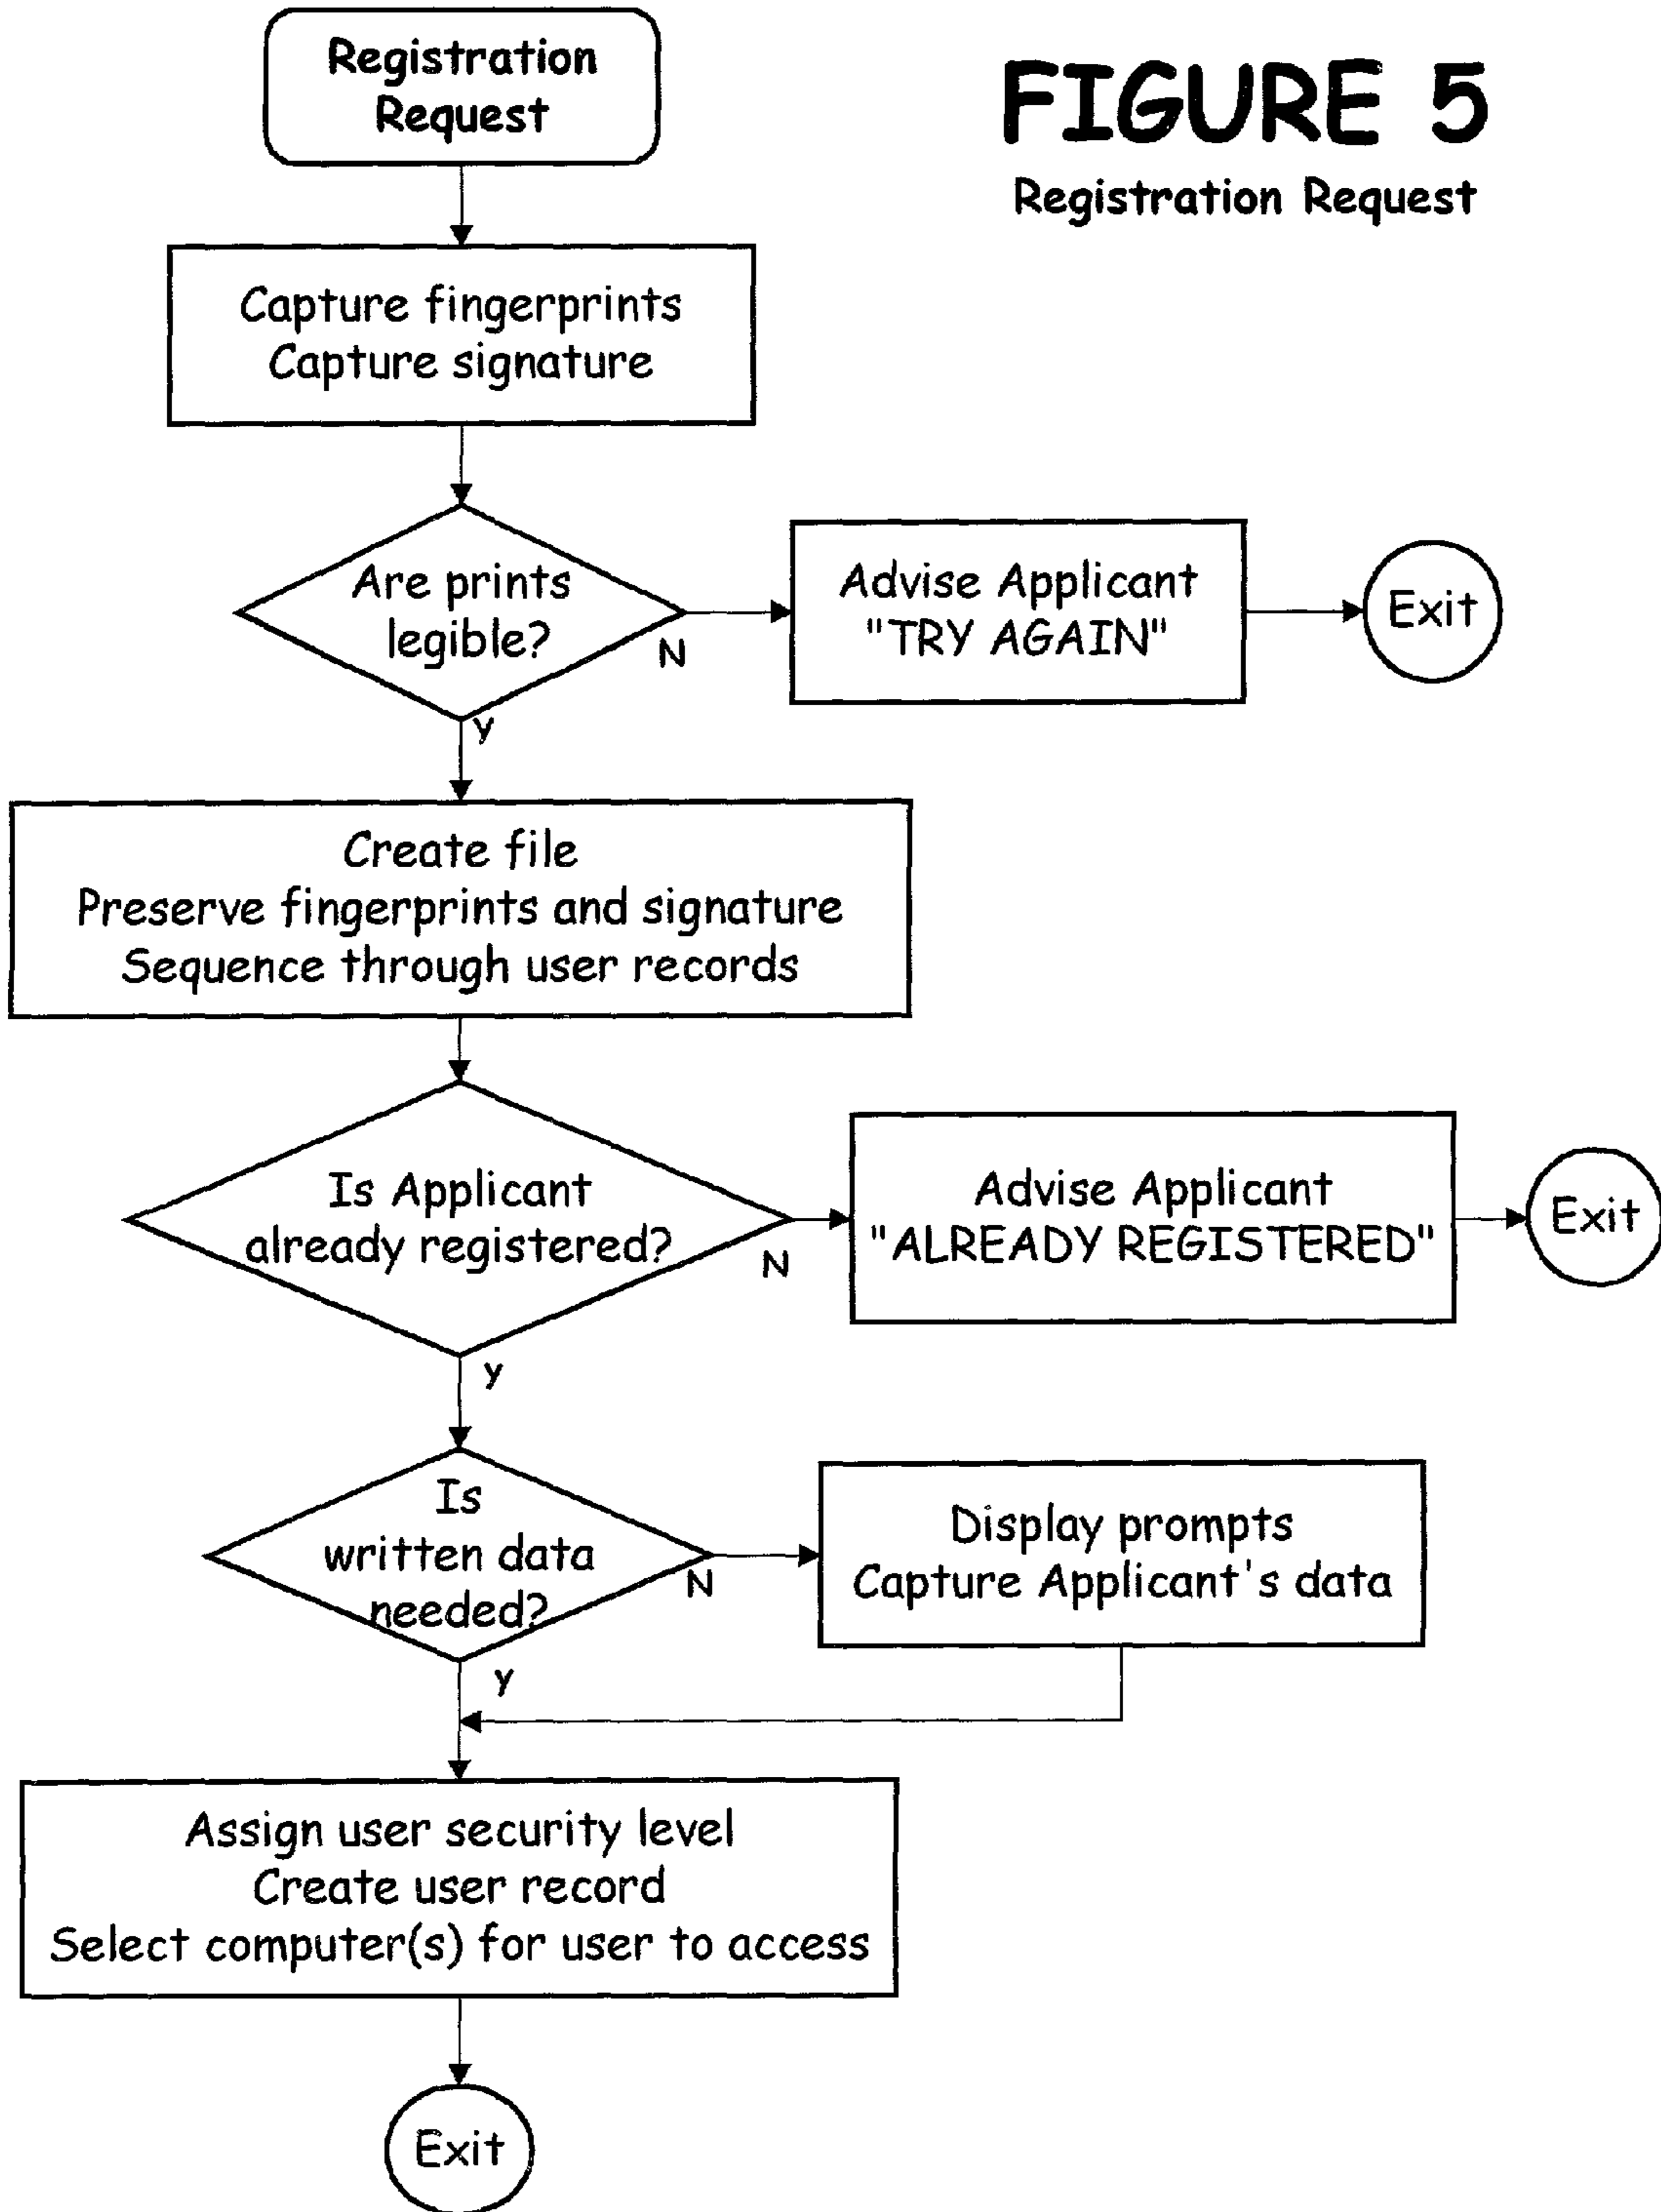 Registration
Request
FIGURE 5
Registration Request
Capture fingerprints
Capture signature
Are prints
legible?
N
Y
Advise Applicant
"TRY AGAIN"
Exit
Create file
Preserve fingerprints and signature
Sequence through user records
Is Applicant
already registered?
N
Y
Advise Applicant
"ALREADY REGISTERED"
Exit
Is
written data
needed?
N
Y
Display prompts
Capture Applicant's data
Assign user security level
Create user record
Select computer(s) for user to access
Exit